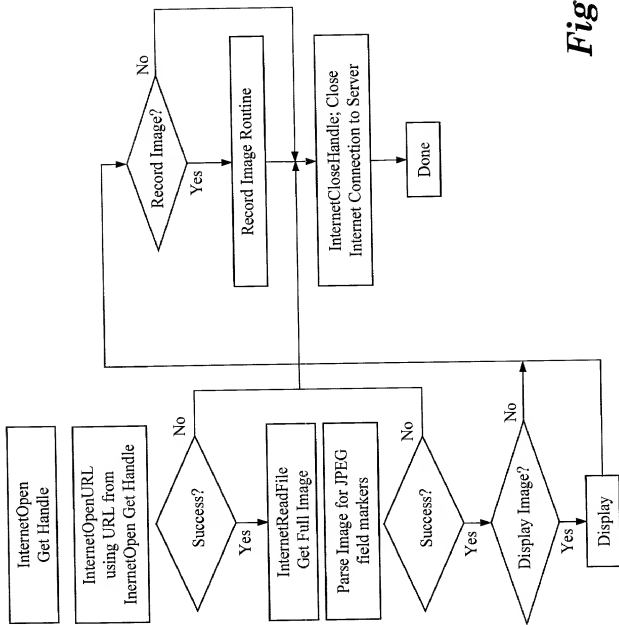 InternetOpen
Get Handle
InternetOpenURL
using URL from
InernetOpen Get Handle
Success?
No
Yes
InternetReadFile
Get Full Image
Parse Image for JPEG
field markers
Success?
No
Yes
Display Image?
No
Yes
Display
Record Image?
No
Yes
Record Image Routine
InternetCloseHandle; Close
Internet Connection to Server
Done
Fig